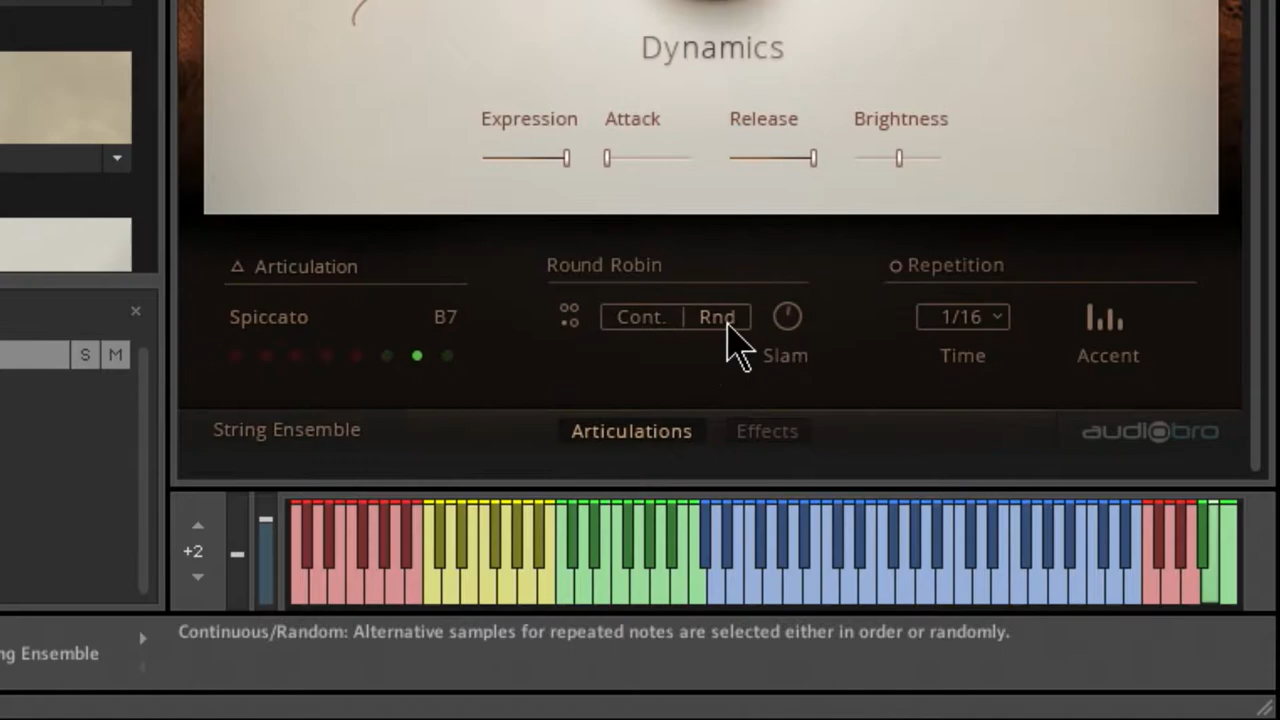 Dynamics
Expression Attack Release Brightness
Articulation Round Robin Repetition
Spiccato B7 Cont. | Rnd 1/16
Slam Time Accent
S M
String Ensemble Articulations Effects audiobro
+2
Continuous/Random: Alternative samples for repeated notes are selected either in order or randomly.
ng Ensemble